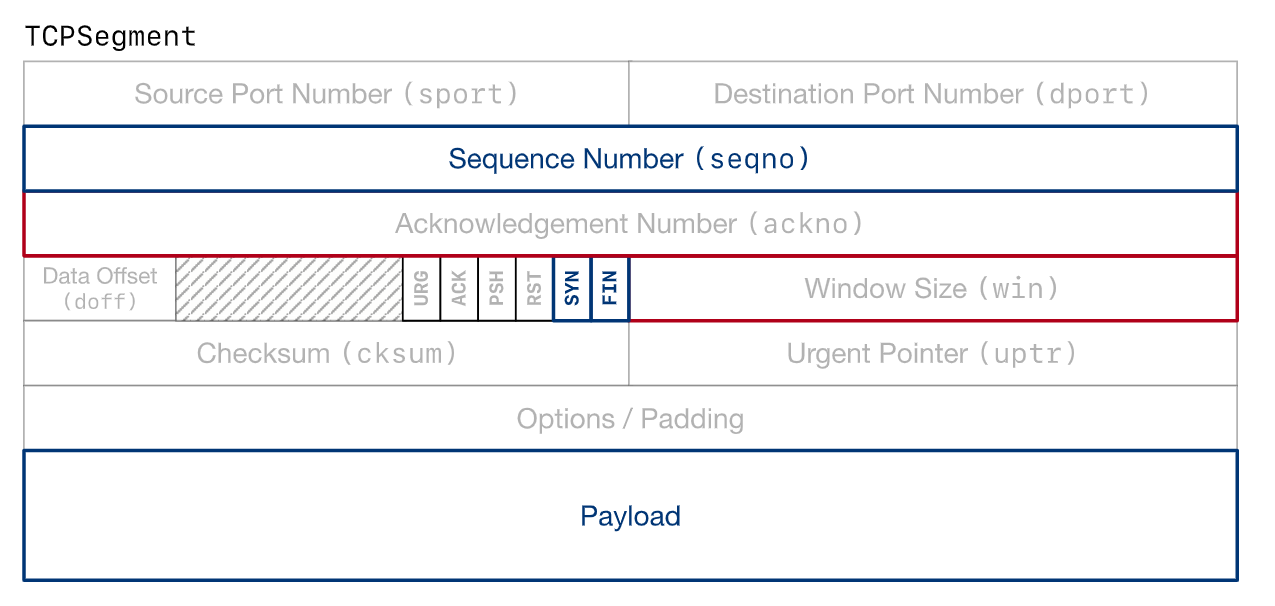 TCPSegment
Source Port Number (sport)
Destination Port Number (dport)
Sequence Number (seqno)
Acknowledgement Number (ackno)
Data Offset
(doff)
URG
ACK
PSH
RST
SYN
FIN
Window Size (win)
Checksum (cksum)
Urgent Pointer (uptr)
Options / Padding
Payload